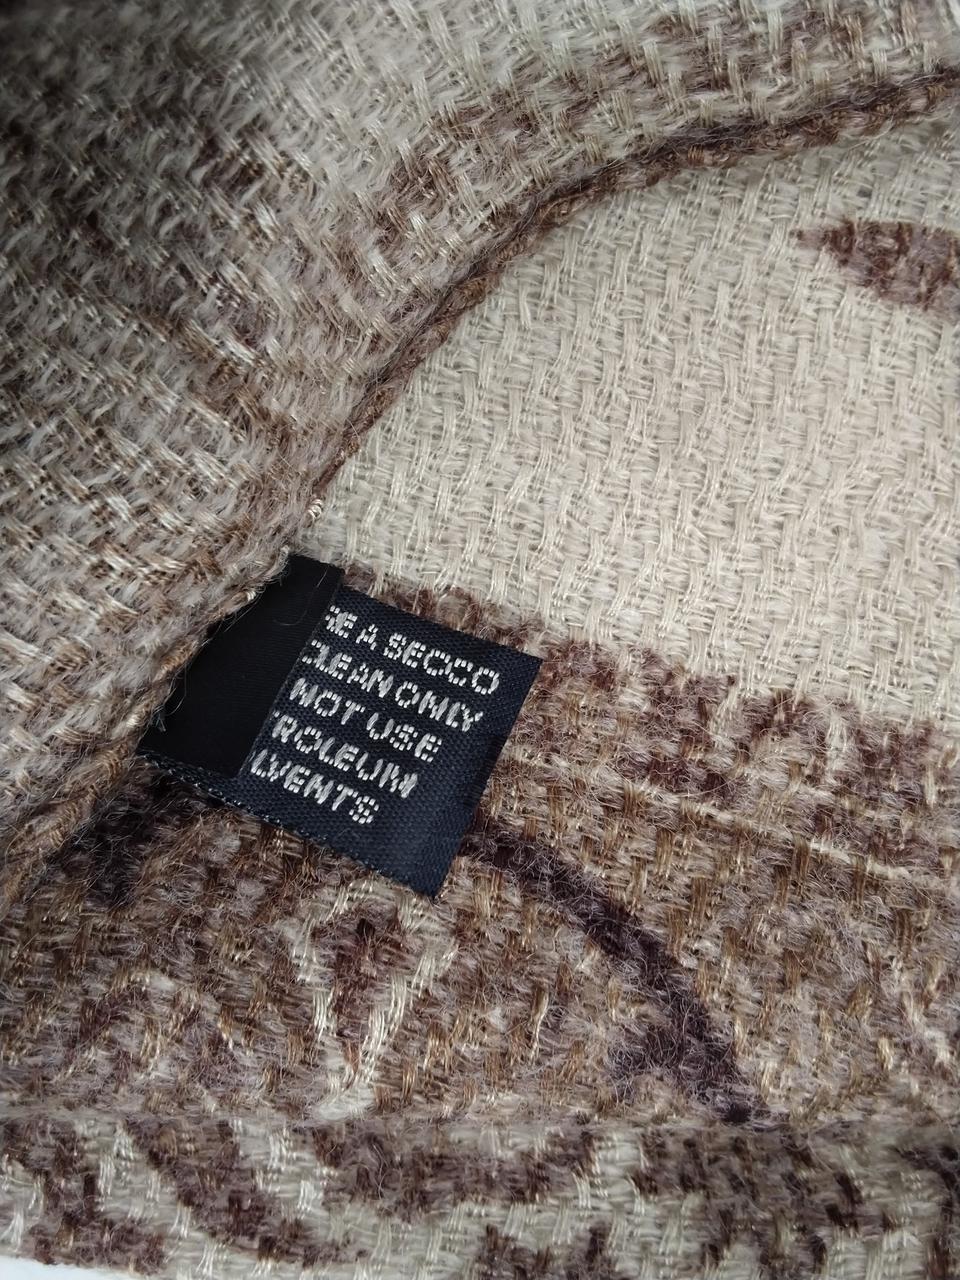 A SECCO
CLEAN ONLY
NOT USE
ROLEUM
LVENTS